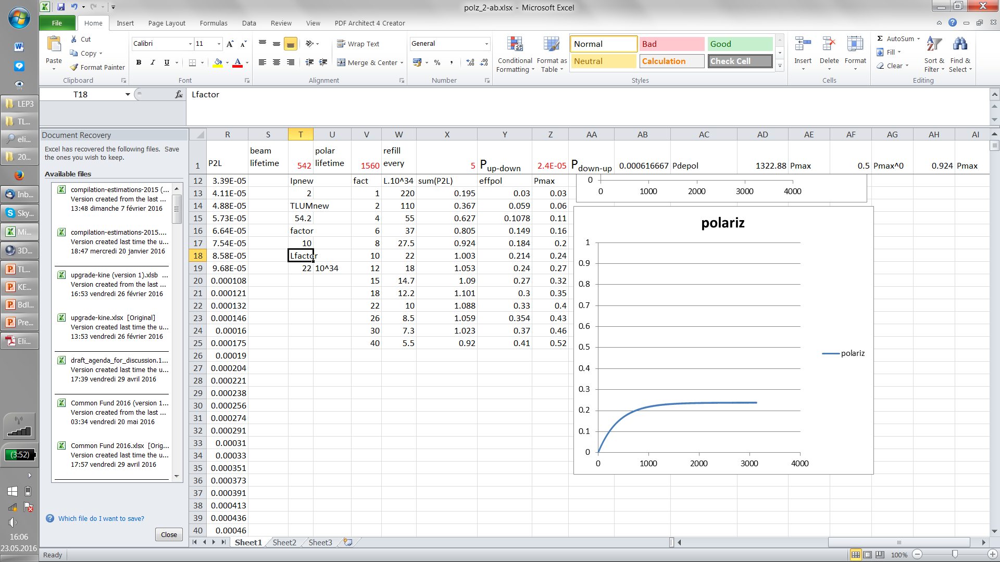 polz_2-ab.xlsx - Microsoft Excel
File Home Insert Page Layout Formulas Data Review View PDF Architect 4 Creator
Paste
Cut
Copy
Format Painter
Clipboard
Calibri 11
B I U
Font
Wrap Text
Merge & Center
Alignment
General
Number
Conditional Formatting
Format as Table
Normal Bad Good
Neutral Calculation Check Cell
Styles
Insert Delete Format
Cells
AutoSum
Fill
Clear
Sort & Filter
Find & Select
Editing
T18 fx Lfactor
LEP3
TL...
eli...
20...
Inb...
Sky...
Mi...
3D...
TL...
KE...
BdI...
Pre...
Eli...
(3:52)
16:06
23.05.2016
Document Recovery
Excel has recovered the following files. Save
the ones you wish to keep.
Available files
compilation-estimations-2015 (...
Version created from the last ...
13:48 dimanche 7 février 2016
compilation-estimations-2015....
Version created last time the u...
18:47 mercredi 20 janvier 2016
upgrade-kine (version 1).xlsb ...
Version created from the last ...
16:53 vendredi 26 février 2016
upgrade-kine.xlsx [Original]
Version created last time the u...
13:53 vendredi 26 février 2016
draft_agenda_for_discussion.1...
Version created last time the u...
17:39 vendredi 29 avril 2016
Common Fund 2016 (version 1...
Version created from the last ...
03:34 vendredi 20 mai 2016
Common Fund 2016.xlsx [Orig...
Version created last time the u...
17:57 vendredi 29 avril 2016
Which file do I want to save?
Close
R S T U V W X Y Z AA AB AC AD AE AF AG AH AI
1 P2L beam lifetime 542 polar lifetime 1560 refill every 5 Pup-down 2.4E-05 Pdown-up 0.000616667 Pdepol 1322.88 Pmax 0.5 Pmax^0 0.924 Pmax
12 3.39E-05 Ipnew fact L.10^34 sum(P2L) effpol Pmax
13 4.11E-05 2 1 220 0.195 0.03 0.03
14 4.88E-05 TLUMnew 2 110 0.367 0.059 0.06
15 5.73E-05 54.2 4 55 0.627 0.1078 0.11
16 6.64E-05 factor 6 37 0.805 0.149 0.16
17 7.54E-05 10 8 27.5 0.924 0.184 0.2
18 8.58E-05 Lfactor 10 22 1.003 0.214 0.24
19 9.68E-05 22 10^34 12 18 1.053 0.24 0.27
20 0.000108 15 14.7 1.09 0.27 0.32
21 0.000121 18 12.2 1.101 0.3 0.35
22 0.000132 22 10 1.088 0.33 0.4
23 0.000146 26 8.5 1.059 0.354 0.43
24 0.00016 30 7.3 1.023 0.37 0.46
25 0.000175 40 5.5 0.92 0.41 0.52
26 0.00019
27 0.000204
28 0.000221
29 0.000238
30 0.000256
31 0.000274
32 0.000291
33 0.00031
34 0.00033
35 0.000351
36 0.000373
37 0.000391
38 0.000413
39 0.000436
40 0.00046
0
0 1000 2000 3000 4000
polariz
1
0.9
0.8
0.7
0.6
0.5
0.4
0.3
0.2
0.1
0
0 1000 2000 3000 4000
polariz
Sheet1 Sheet2 Sheet3
Ready
100%